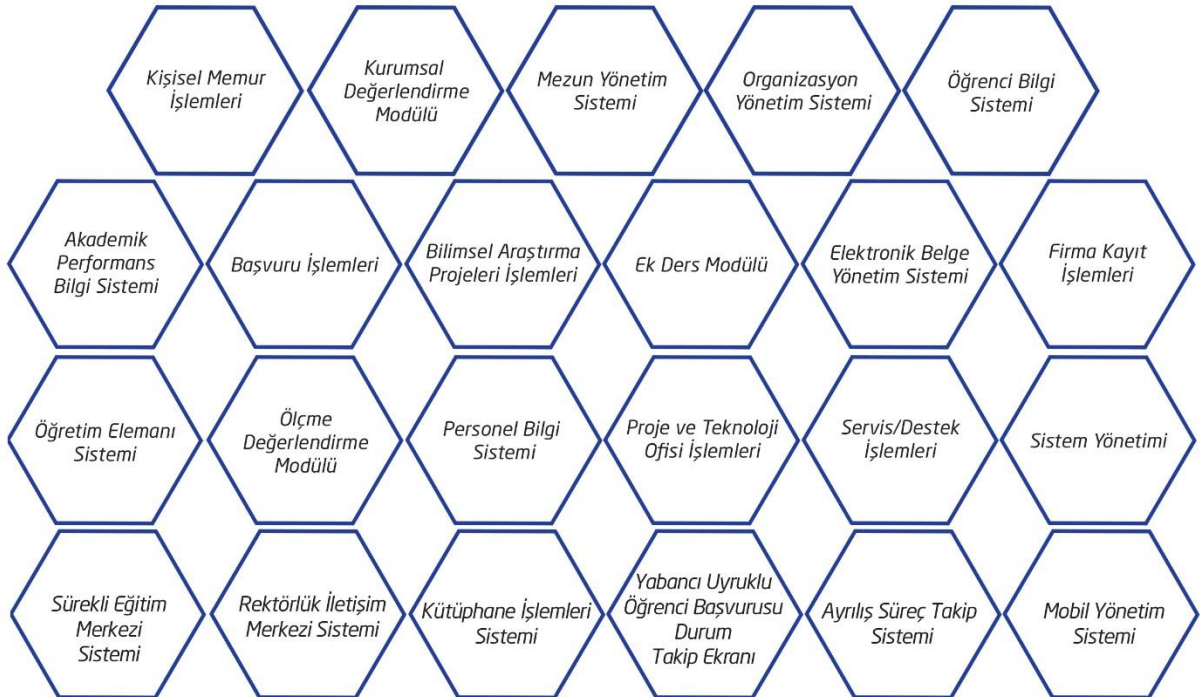 Kişisel Memur
İşlemleri
Kurumsal
Değerlendirme
Modülü
Mezun Yönetim
Sistemi
Organizasyon
Yönetim Sistemi
Öğrenci Bilgi
Sistemi
Akademik
Performans
Bilgi Sistemi
Başvuru İşlemleri
Bilimsel Araştırma
Projeleri İşlemleri
Ek Ders Modülü
Elektronik Belge
Yönetim Sistemi
Firma Kayıt
İşlemleri
Öğretim Elemanı
Sistemi
Ölçme
Değerlendirme
Modülü
Personel Bilgi
Sistemi
Proje ve Teknoloji
Ofisi İşlemleri
Servis/Destek
İşlemleri
Sistem Yönetimi
Sürekli Eğitim
Merkezi
Sistemi
Rektörlük İletişim
Merkezi Sistemi
Kütüphane İşlemleri
Sistemi
Yabancı Uyruklu
Öğrenci Başvurusu
Durum
Takip Ekranı
Ayrılış Süreç Takip
Sistemi
Mobil Yönetim
Sistemi